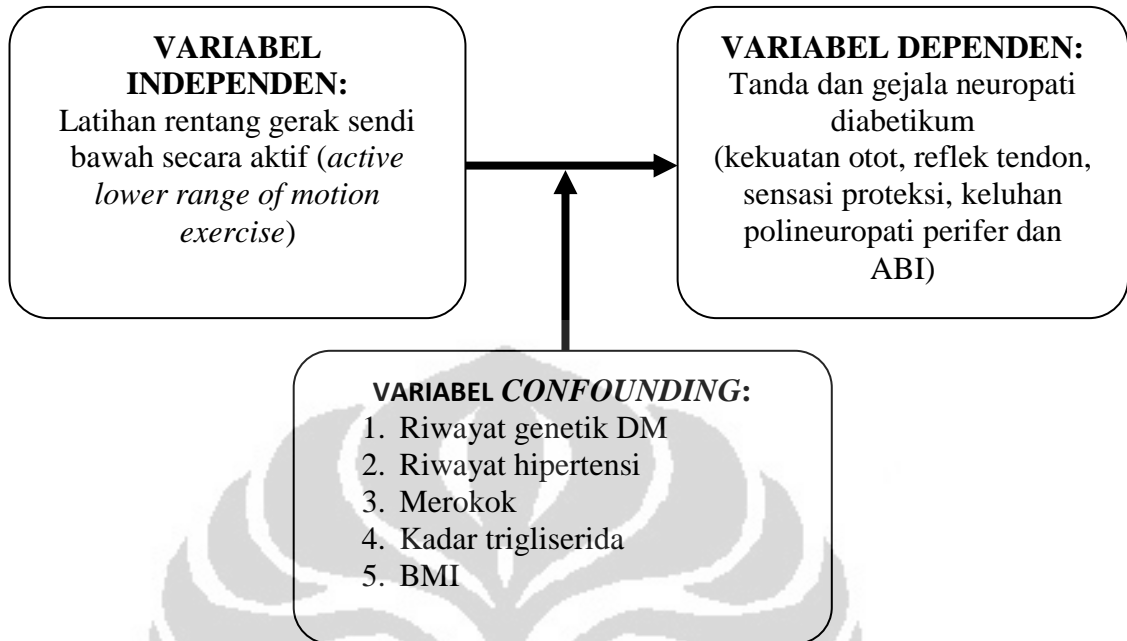 VARIABEL
INDEPENDEN:
Latihan rentang gerak sendi
bawah secara aktif (active
lower range of motion
exercise)
VARIABEL DEPENDEN:
Tanda dan gejala neuropati
diabetikum
(kekuatan otot, reflek tendon,
sensasi proteksi, keluhan
polineuropati perifer dan
ABI)
VARIABEL CONFOUNDING:
1. Riwayat genetik DM
2. Riwayat hipertensi
3. Merokok
4. Kadar trigliserida
5. BMI